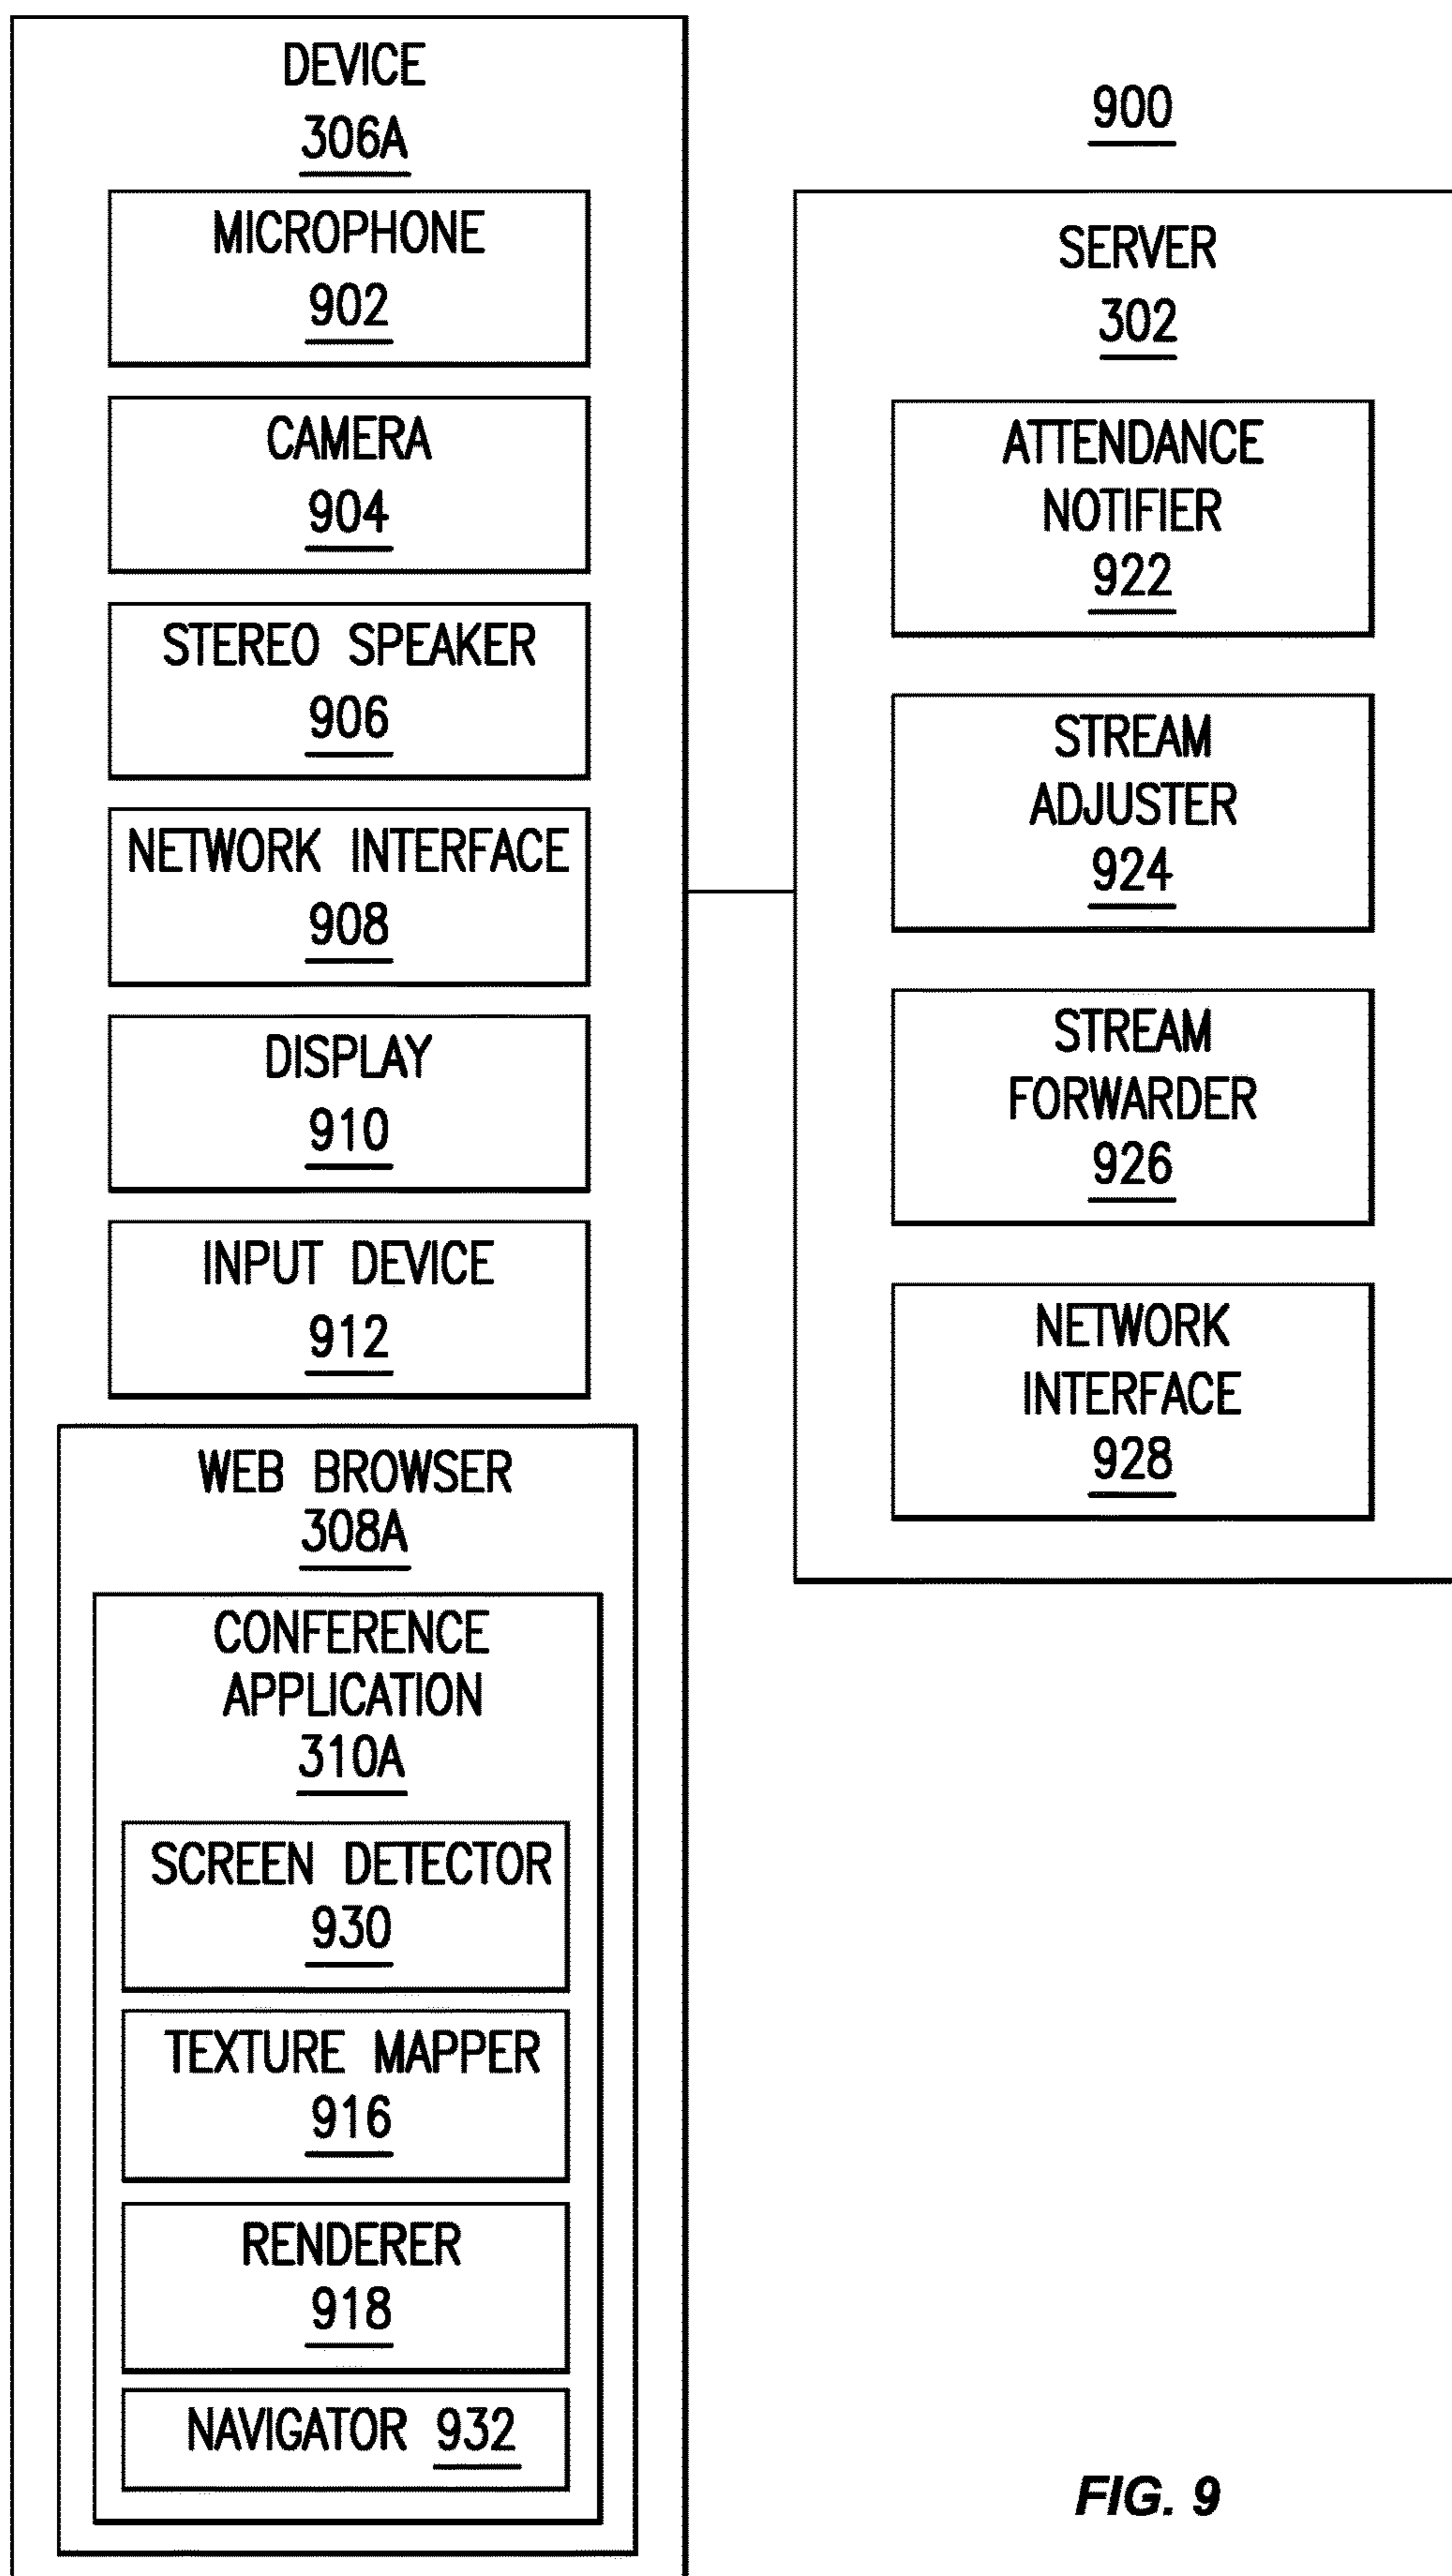 DEVICE
306A
MICROPHONE
902
CAMERA
904
STEREO SPEAKER
906
NETWORK INTERFACE
908
DISPLAY
910
INPUT DEVICE
912
WEB BROWSER
308A
CONFERENCE
APPLICATION
310A
SCREEN DETECTOR
930
TEXTURE MAPPER
916
RENDERER
918
NAVIGATOR 932
900
SERVER
302
ATTENDANCE
NOTIFIER
922
STREAM
ADJUSTER
924
STREAM
FORWARDER
926
NETWORK
INTERFACE
928
FIG. 9